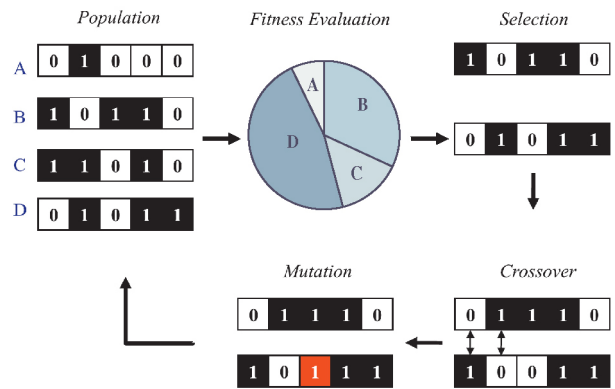 Population
Fitness Evaluation
Selection
A
0 1 0 0 0
B
1 0 1 1 0
C
1 1 0 1 0
D
0 1 0 1 1
A
B
C
D
1 0 1 1 0
0 1 0 1 1
Mutation
Crossover
0 1 1 1 0
1 0 1 1 1
0 1 1 1 0
1 0 0 1 1